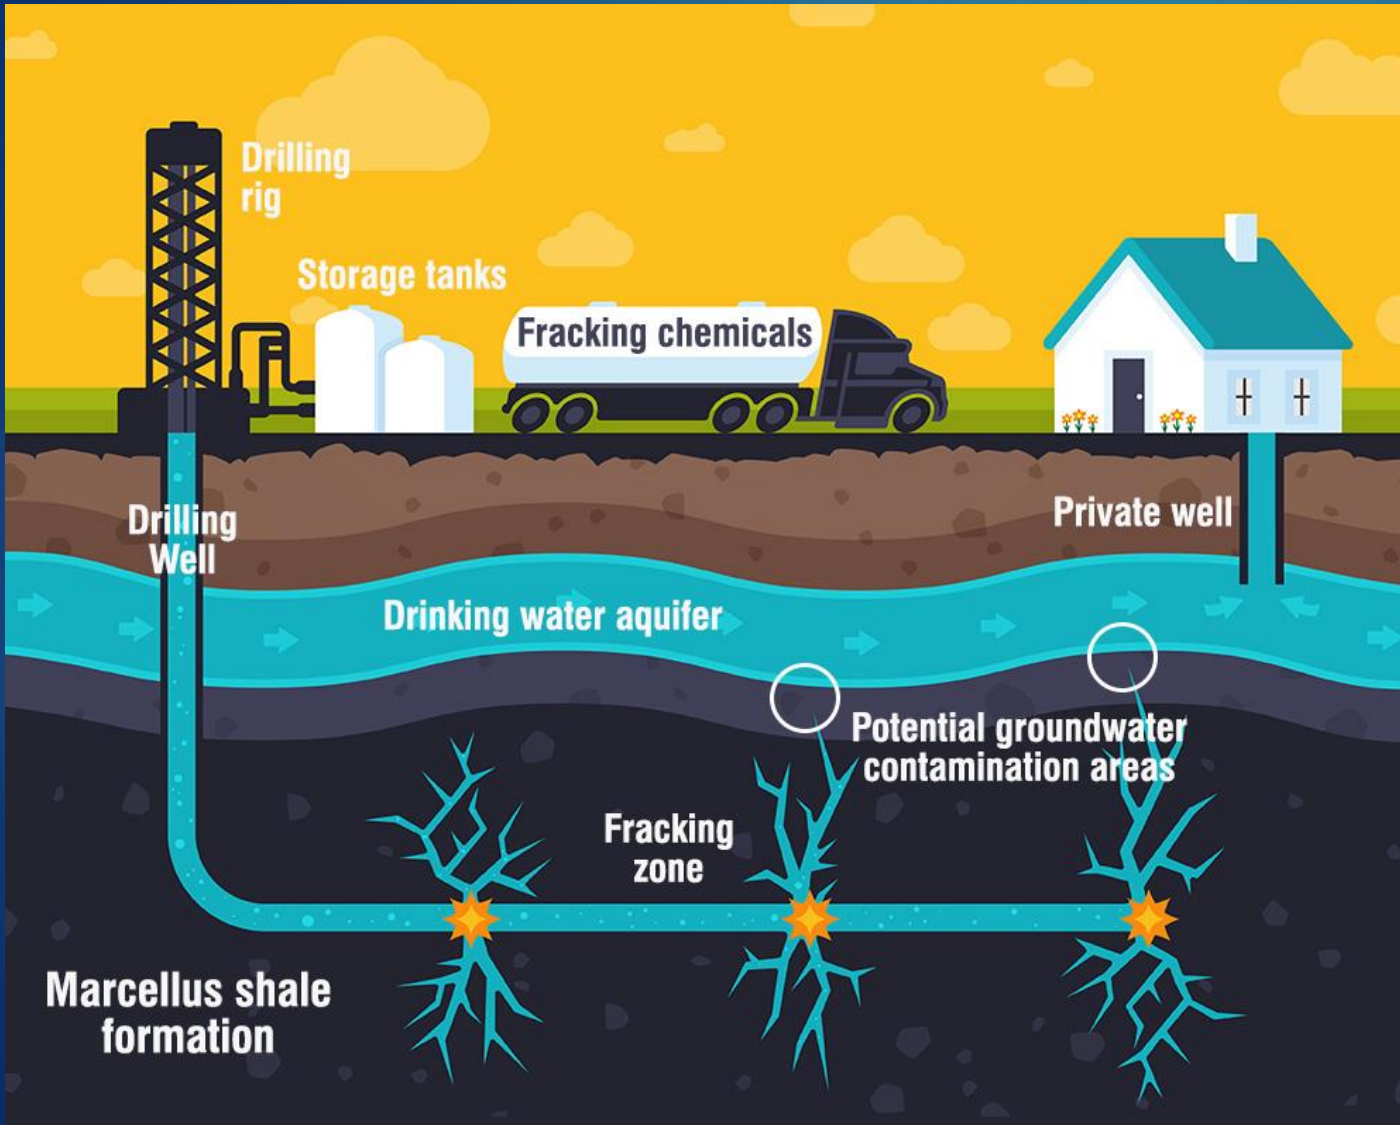 Drilling
rig
Storage tanks
Fracking chemicals
Drilling
Well
Private well
Drinking water aquifer
Potential groundwater
contamination areas
Fracking
zone
Marcellus shale
formation